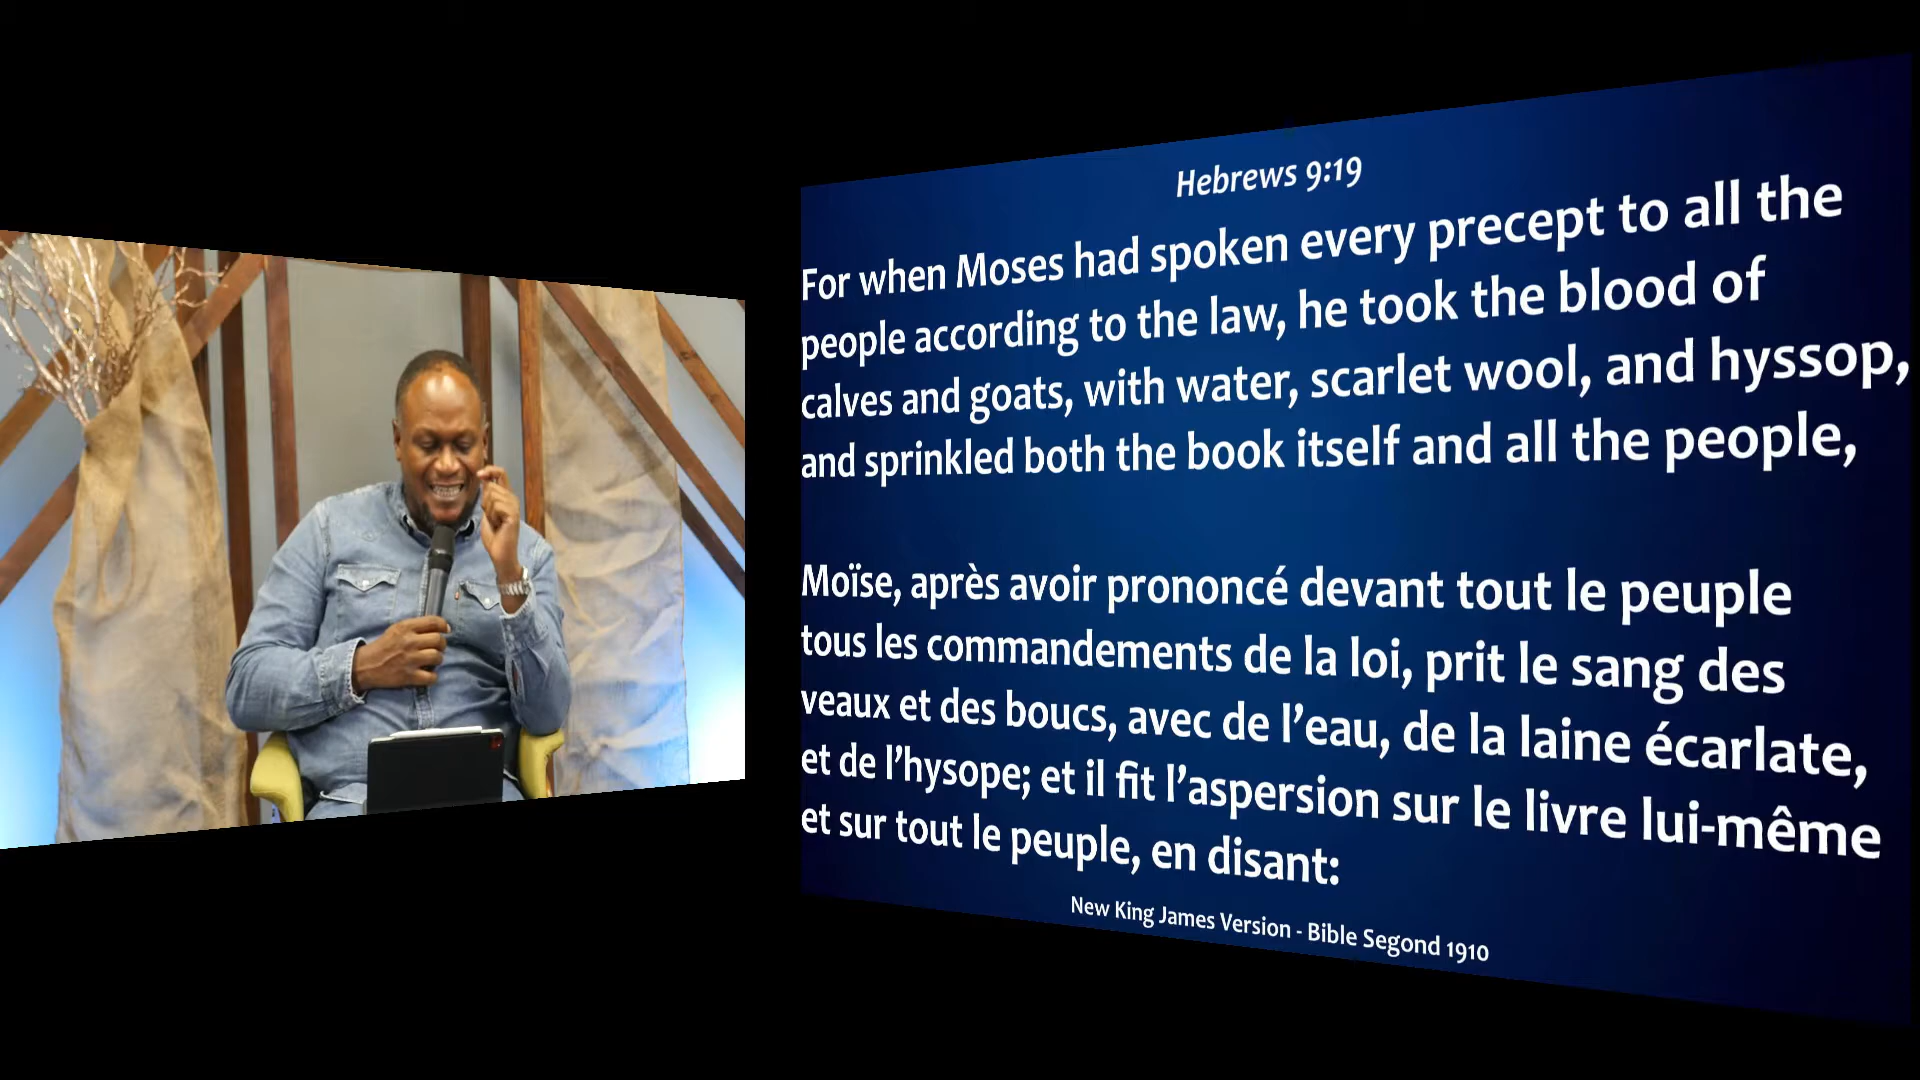 Hebrews 9:19
For when Moses had spoken every precept to all the
people according to the law, he took the blood of
calves and goats, with water, scarlet wool, and hyssop,
and sprinkled both the book itself and all the people,
Moïse, après avoir prononcé devant tout le peuple
tous les commandements de la loi, prit le sang des
veaux et des boucs, avec de l’eau, de la laine écarlate,
et de l’hysope; et il fit l’aspersion sur le livre lui-même
et sur tout le peuple, en disant:
New King James Version - Bible Segond 1910